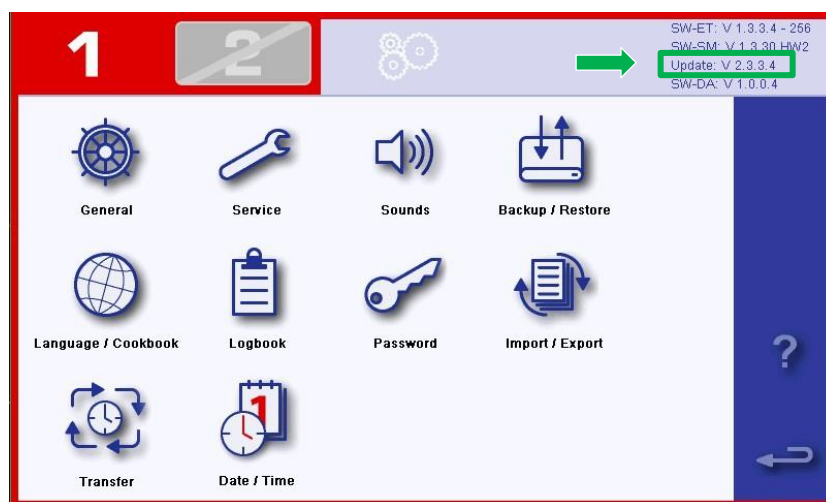 1
2
SW-ET: V 1.3.3.4 - 256
SW-SM: V 1.3.30 HW2
Update: V 2.3.3.4
SW-DA: V 1.0.0.4
General
Service
Sounds
Backup / Restore
Language / Cookbook
Logbook
Password
Import / Export
?
1
Transfer
Date / Time